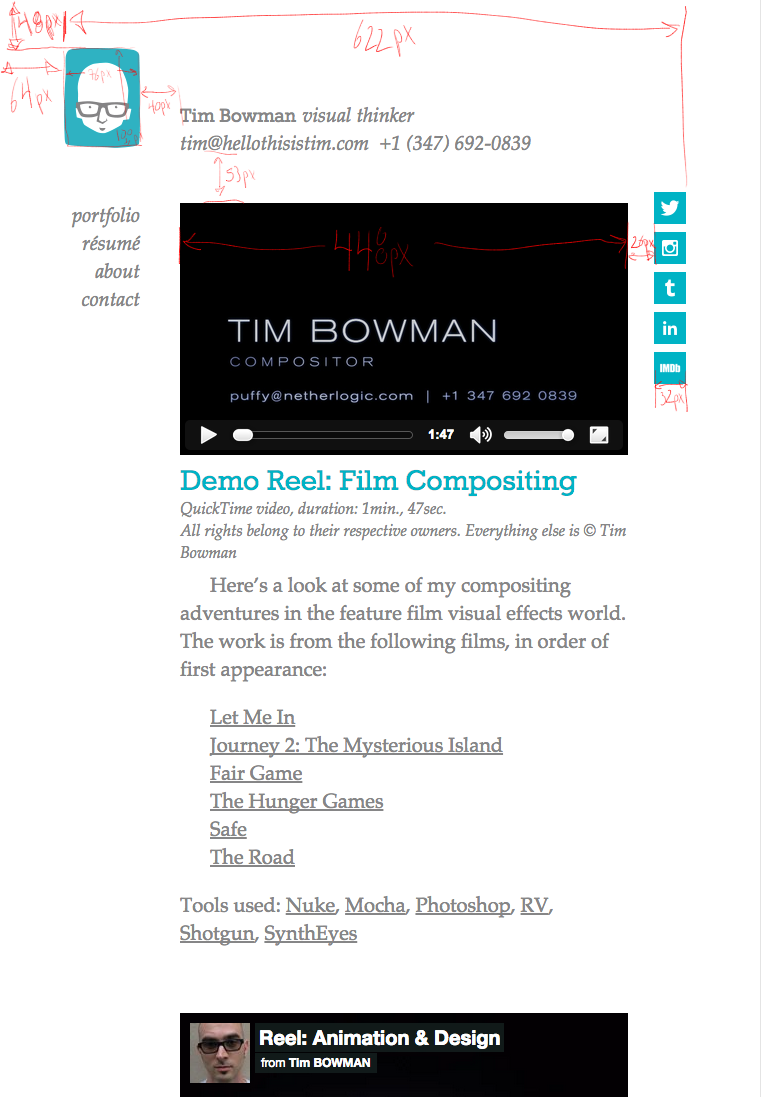 48px
622px
76px
64px
40px
Tim Bowman visual thinker
tim@hellothisistim.com +1 (347) 692-0839
53px
portfolio
résumé
about
contact
26px
TIM BOWMAN
COMPOSITOR
puffy@netherlogic.com | +1 347 692 0839
in
IMDb
32px
1:47
Demo Reel: Film Compositing
QuickTime video, duration: 1min., 47sec.
All rights belong to their respective owners. Everything else is © Tim
Bowman
Here’s a look at some of my compositing
adventures in the feature film visual effects world.
The work is from the following films, in order of
first appearance:
Let Me In
Journey 2: The Mysterious Island
Fair Game
The Hunger Games
Safe
The Road
Tools used: Nuke, Mocha, Photoshop, RV,
Shotgun, SynthEyes
Reel: Animation & Design
from Tim BOWMAN